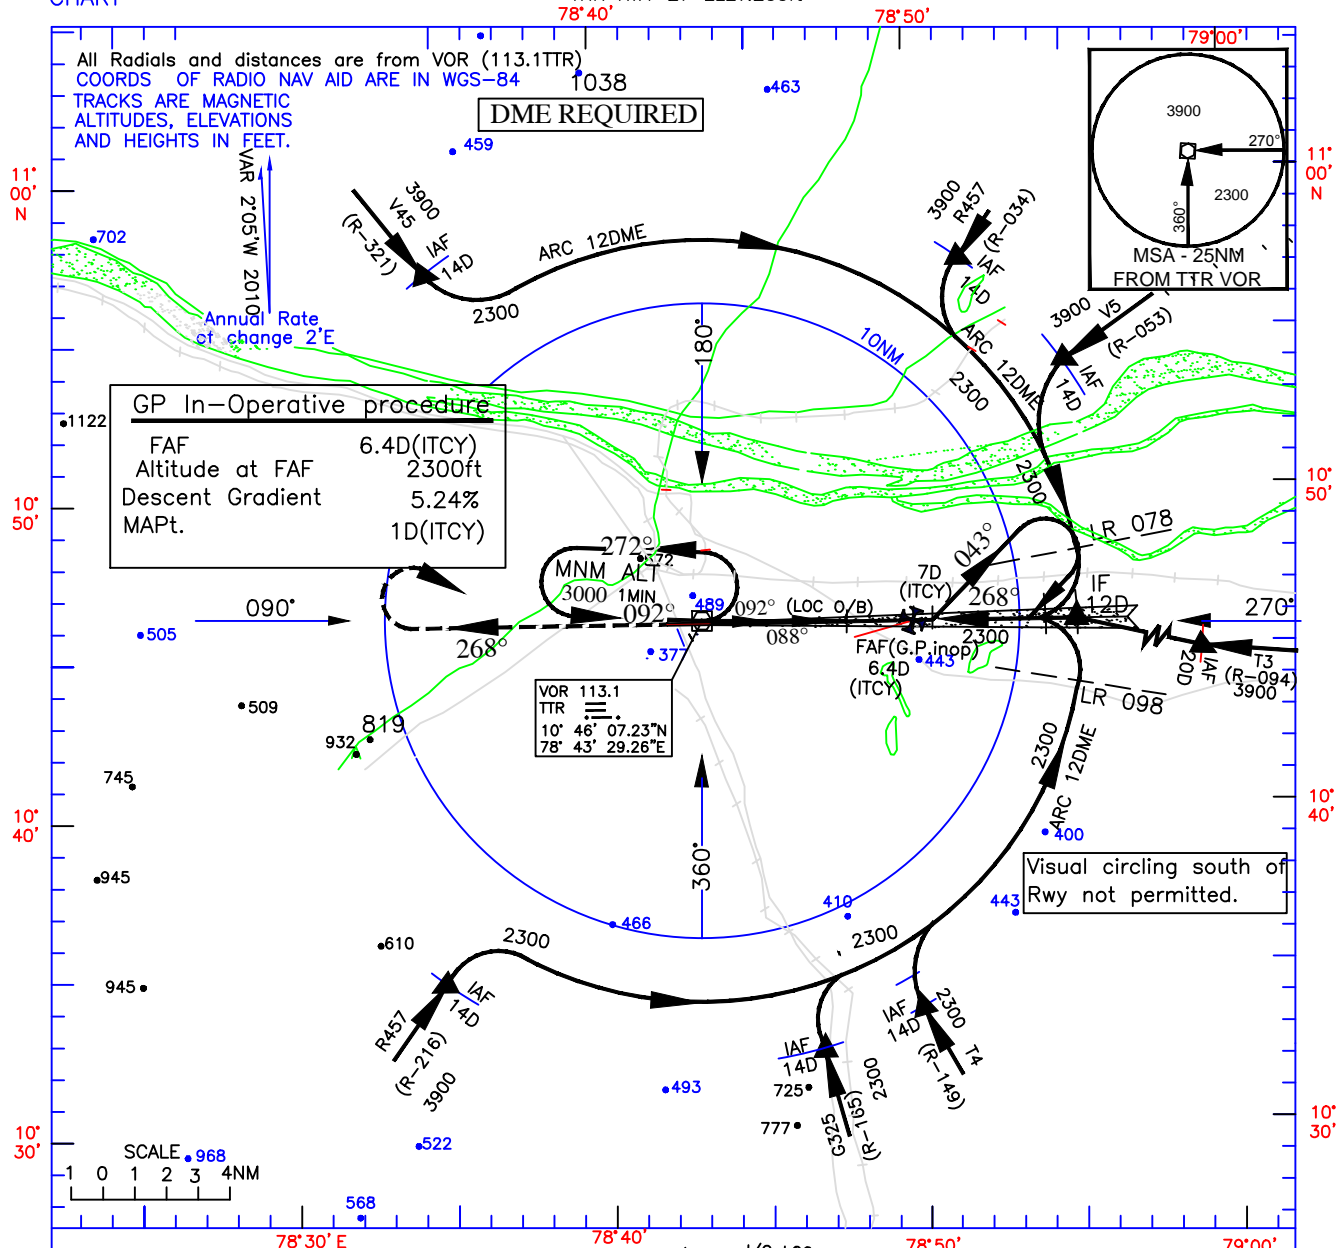 CHART
78°40'
78°50'
79°00'
All Radials and distances are from VOR (113.1TTR)
COORDS OF RADIO NAV AID ARE IN WGS-84
TRACKS ARE MAGNETIC
ALTITUDES, ELEVATIONS
AND HEIGHTS IN FEET.
1038
DME REQUIRED
463
459
702
VAR 2°05'W 2010
Annual Rate
of change 2'E
11°
00'
N
11°
00'
N
3900
270°
2300
360°
MSA - 25NM
FROM TTR VOR
3900
V45
(R-321)
IAF
14D
2300
ARC 12DME
3900
R457
(R-034)
IAF
14D
3900
V5
(R-053)
IAF
14D
ARC 12DME
2300
10NM
180°
2300
GP In-Operative procedure
FAF 6.4D(ITCY)
Altitude at FAF 2300ft
Descent Gradient 5.24%
MAPt. 1D(ITCY)
1122
10°
50'
10°
50'
LR 078
043°
272°
MNM ALT
3000 1MIN
092°
489
092°
(LOC O/B)
088°
7D
(ITCY)
268°
2300
IF
12D
270°
090°
505
268°
377
FAF(G.P.inop)
6.4D
(ITCY)
443
20D
IAF
T3
(R-094)
3900
LR 098
VOR 113.1
TTR
10° 46' 07.23"N
78° 43' 29.26"E
509
819
932
745
2300
ARC 12DME
10°
40'
10°
40'
400
360°
Visual circling south of
Rwy not permitted.
945
410
443
466
610
2300
2300
945
IAF
14D
R457
(R-216)
3900
IAF
14D
2300
T4
(R-149)
IAF
14D
2300
G325
(R-165)
493
725
777
522
10°
30'
10°
30'
SCALE
968
1 0 1 2 3 4NM
568
78°30' E
78°40'
78°50'
79°00'